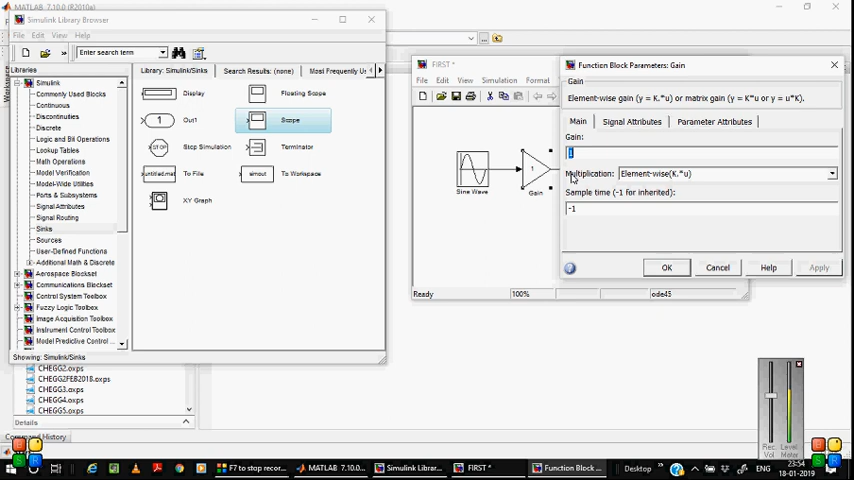 MATLAB 7.10.0 (R2010a)
Simulink Library Browser
File Edit View Help
Enter search term
Libraries
Library: Simulink/Sinks
Search Results: (none)
Most Frequently Us
Simulink
Commonly Used Blocks
Continuous
Discontinuities
Discrete
Logic and Bit Operations
Lookup Tables
Math Operations
Model Verification
Model-Wide Utilities
Ports & Subsystems
Signal Attributes
Signal Routing
Sinks
Sources
User-Defined Functions
Additional Math & Discrete
Aerospace Blockset
Communications Blockset
Control System Toolbox
Fuzzy Logic Toolbox
Image Acquisition Toolbox
Instrument Control Toolbox
Model Predictive Control ...
Display
Floating Scope
1
Out1
Scope
STOP
Stop Simulation
Terminator
untitled.mat
To File
simout
To Workspace
XY Graph
Showing: Simulink/Sinks
CHEGG2.oxps
CHEGG2FEB2018.oxps
CHEGG3.oxps
CHEGG4.oxps
CHEGG5.oxps
Details
Command History
FIRST *
File Edit View Simulation Format
Sine Wave
1
Gain
Ready
100%
ode45
Function Block Parameters: Gain
Gain
Element-wise gain (y = K.*u) or matrix gain (y = K*u or y = u*K).
Main
Signal Attributes
Parameter Attributes
Gain:
1
Multiplication:
Element-wise(K.*u)
Sample time (-1 for inherited):
-1
OK
Cancel
Help
Apply
Rec.
Vol
Level
Meter
F7 to stop recor...
MATLAB 7.10.0...
Simulink Librar...
FIRST *
Function Block ...
Desktop
ENG
23:54
18-01-2019